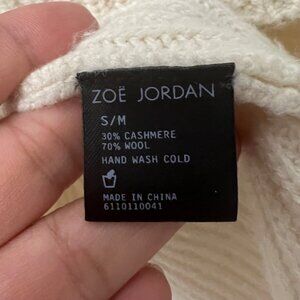 ZOË JORDAN
S/M
30% CASHMERE
70% WOOL
HAND WASH COLD
MADE IN CHINA
6110110041